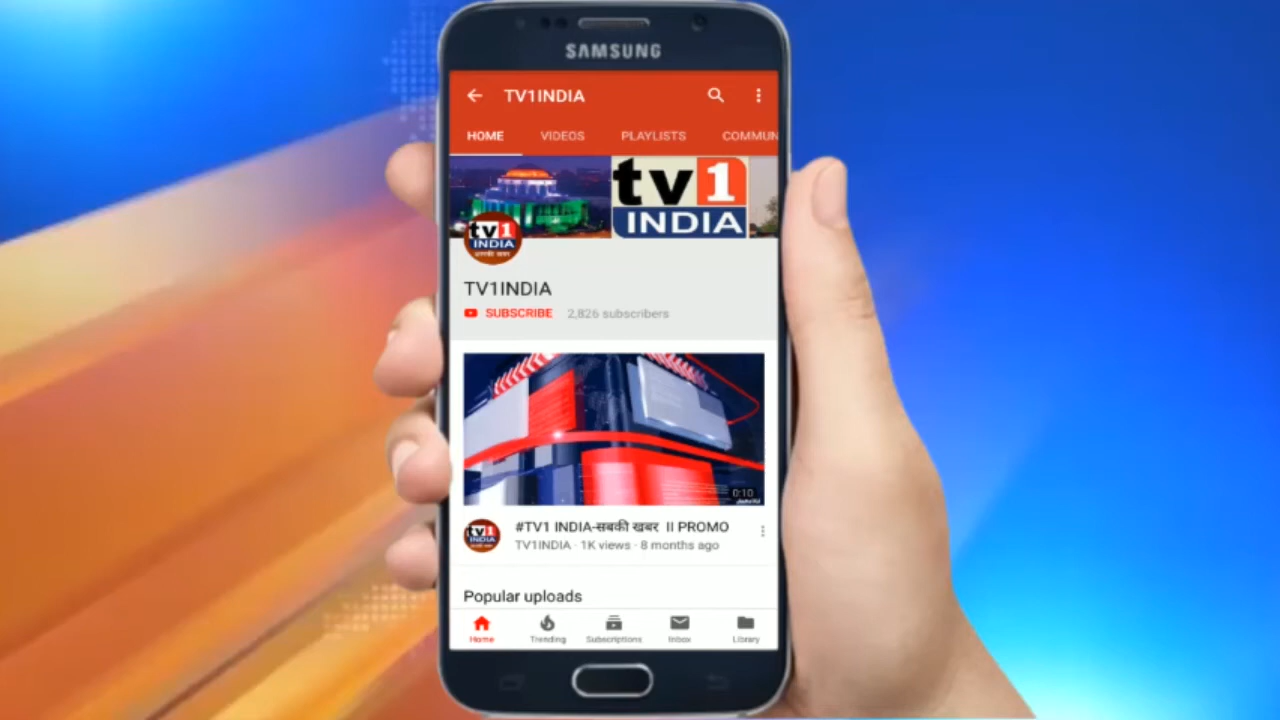 SAMSUNG
TV1INDIA
HOME VIDEOS PLAYLISTS COMMUN
tv1
INDIA
tv1
INDIA
TV1INDIA
SUBSCRIBE 2,826 subscribers
0:10
#TV1 INDIA-सबकी खबर II PROMO
tv1
INDIA
TV1INDIA · 1K views · 8 months ago
Popular uploads
Home Trending Subscriptions Inbox Library